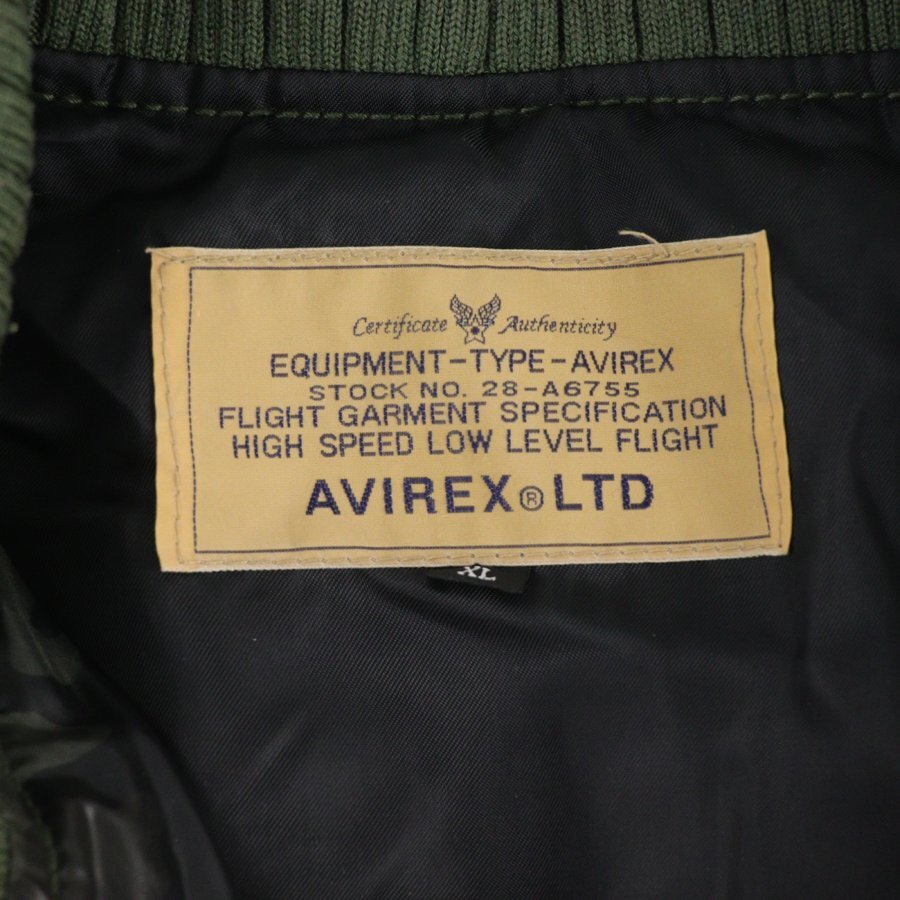 Certificate Authenticity
EQUIPMENT-TYPE-AVIREX
STOCK NO. 28-A6755
FLIGHT GARMENT SPECIFICATION
HIGH SPEED LOW LEVEL FLIGHT
AVIREX® LTD
XL